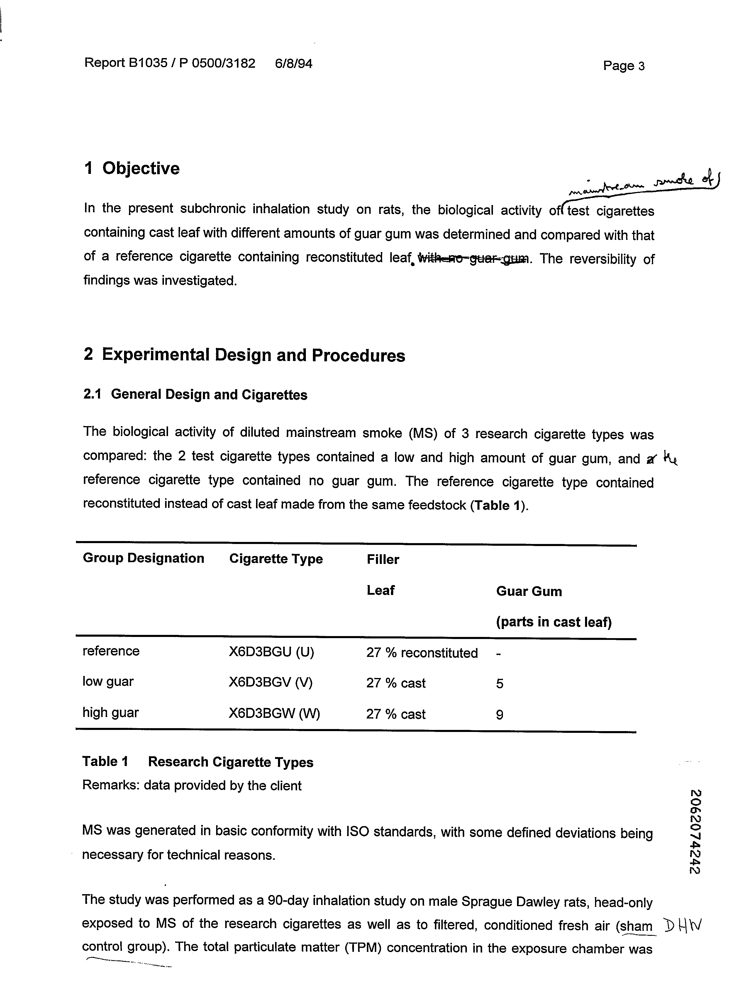 Report B1035 / P 0500/3182 6/8/94
Page 3
1 Objective
mainstream smoke of
In the present subchronic inhalation study on rats, the biological activity of test cigarettes
containing cast leaf with different amounts of guar gum was determined and compared with that
of a reference cigarette containing reconstituted leaf. with no guar gum. The reversibility of
findings was investigated.
2 Experimental Design and Procedures
2.1 General Design and Cigarettes
The biological activity of diluted mainstream smoke (MS) of 3 research cigarette types was
compared: the 2 test cigarette types contained a low and high amount of guar gum, and a the
reference cigarette type contained no guar gum. The reference cigarette type contained
reconstituted instead of cast leaf made from the same feedstock (Table 1).
Group Designation Cigarette Type Filler
Leaf Guar Gum
(parts in cast leaf)
reference X6D3BGU (U) 27 % reconstituted -
low guar X6D3BGV (V) 27 % cast 5
high guar X6D3BGW (W) 27 % cast 9
Table 1 Research Cigarette Types
Remarks: data provided by the client
MS was generated in basic conformity with ISO standards, with some defined deviations being
necessary for technical reasons.
The study was performed as a 90-day inhalation study on male Sprague Dawley rats, head-only
exposed to MS of the research cigarettes as well as to filtered, conditioned fresh air (sham DHW
control group). The total particulate matter (TPM) concentration in the exposure chamber was
2062074242